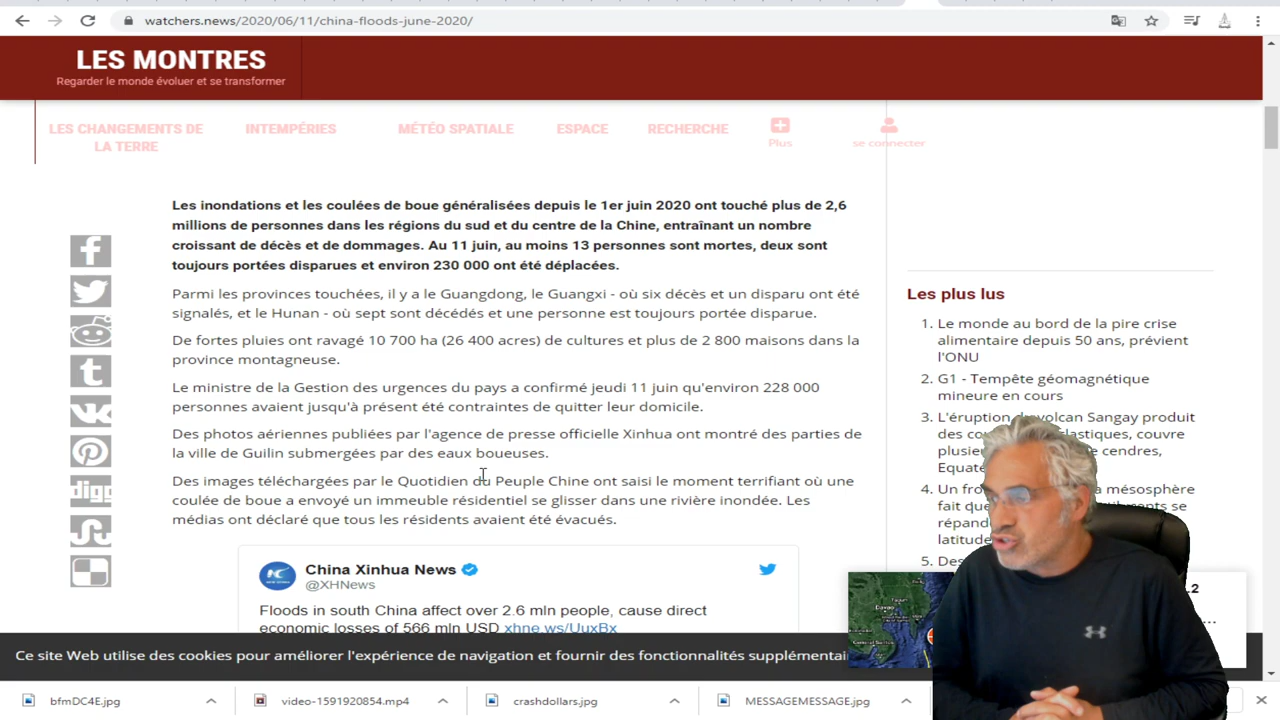 watchers.news/2020/06/11/china-floods-june-2020/
LES MONTRES
Regarder le monde évoluer et se transformer
LES CHANGEMENTS DE
LA TERRE
INTEMPÉRIES
MÉTÉO SPATIALE
ESPACE
RECHERCHE
Plus
se connecter
Les inondations et les coulées de boue généralisées depuis le 1er juin 2020 ont touché plus de 2,6
millions de personnes dans les régions du sud et du centre de la Chine, entraînant un nombre
croissant de décès et de dommages. Au 11 juin, au moins 13 personnes sont mortes, deux sont
toujours portées disparues et environ 230 000 ont été déplacées.
Parmi les provinces touchées, il y a le Guangdong, le Guangxi - où six décès et un disparu ont été
signalés, et le Hunan - où sept sont décédés et une personne est toujours portée disparue.
De fortes pluies ont ravagé 10 700 ha (26 400 acres) de cultures et plus de 2 800 maisons dans la
province montagneuse.
Le ministre de la Gestion des urgences du pays a confirmé jeudi 11 juin qu'environ 228 000
personnes avaient jusqu'à présent été contraintes de quitter leur domicile.
Des photos aériennes publiées par l'agence de presse officielle Xinhua ont montré des parties de
la ville de Guilin submergées par des eaux boueuses.
Des images téléchargées par le Quotidien du Peuple Chine ont saisi le moment terrifiant où une
coulée de boue a envoyé un immeuble résidentiel se glisser dans une rivière inondée. Les
médias ont déclaré que tous les résidents avaient été évacués.
China Xinhua News
@XHNews
Floods in south China affect over 2.6 mln people, cause direct
economic losses of 566 mln USD xhne.ws/UuxBx
Les plus lus
1. Le monde au bord de la pire crise
alimentaire depuis 50 ans, prévient
l'ONU
2. G1 - Tempête géomagnétique
mineure en cours
3. L'éruption du volcan Sangay produit
des
plusie
Equate
cendres,
4. Un fro
mésosphère
fait que
répand
latitude
5. Des
digg
Davao
Ce site Web utilise des cookies pour améliorer l'expérience de navigation et fournir des fonctionnalités supplémentai
bfmDC4E.jpg
video-1591920854.mp4
crashdollars.jpg
MESSAGEMESSAGE.jpg